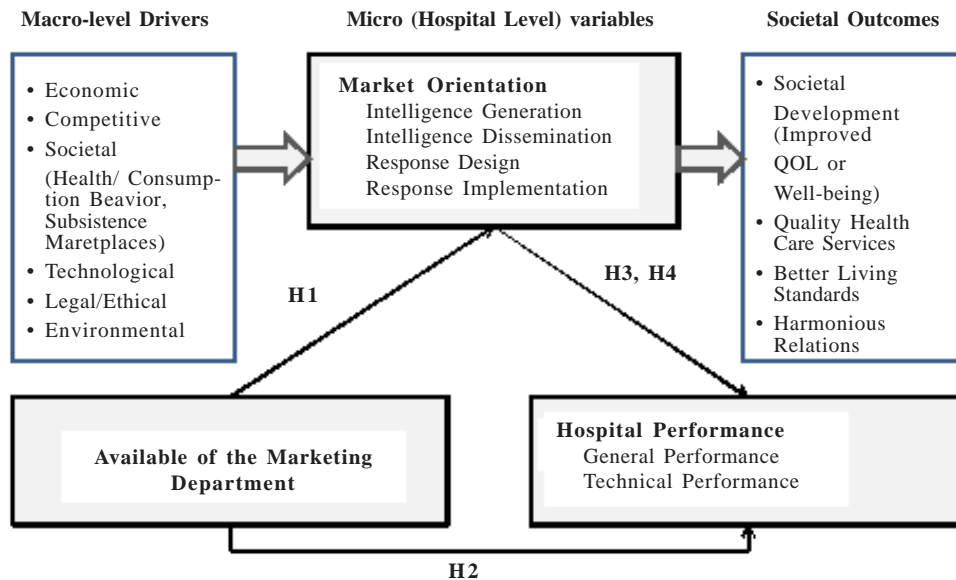 Macro-level Drivers
Micro (Hospital Level) variables
Societal Outcomes
• Economic
• Competitive
• Societal
(Health/ Consump-
tion Beavior,
Subsistence
Maretplaces)
• Technological
• Legal/Ethical
• Environmental
Market Orientation
Intelligence Generation
Intelligence Dissemination
Response Design
Response Implementation
• Societal
Development
(Improved
QOL or
Well-being)
• Quality Health
Care Services
• Better Living
Standards
• Harmonious
Relations
H1
H3, H4
Available of the Marketing
Department
Hospital Performance
General Performance
Technical Performance
H2